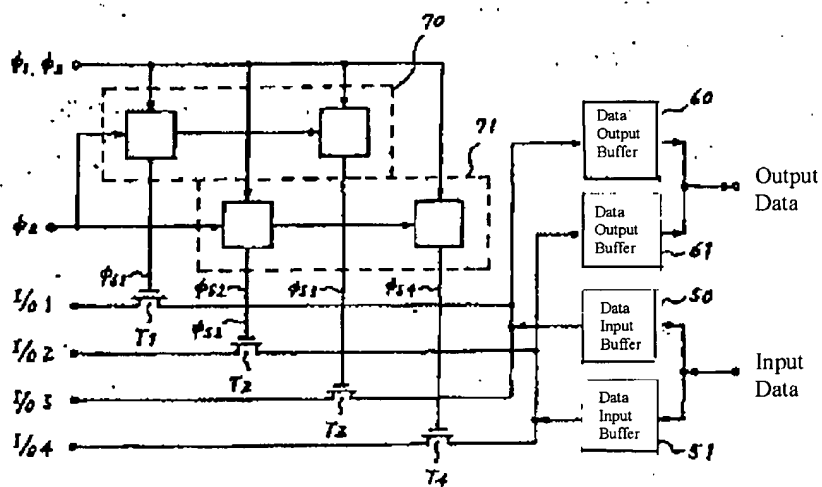 70
φ1, φ3
60
Data
Output
Buffer
71
Output
Data
Data
Output
Buffer
61
φ2
50
φS1
φS2
φS3
φS4
I/O 1
Data
Input
Buffer
T1
φS2
I/O 2
Input
Data
T2
I/O 3
Data
Input
Buffer
T3
I/O 4
51
T4